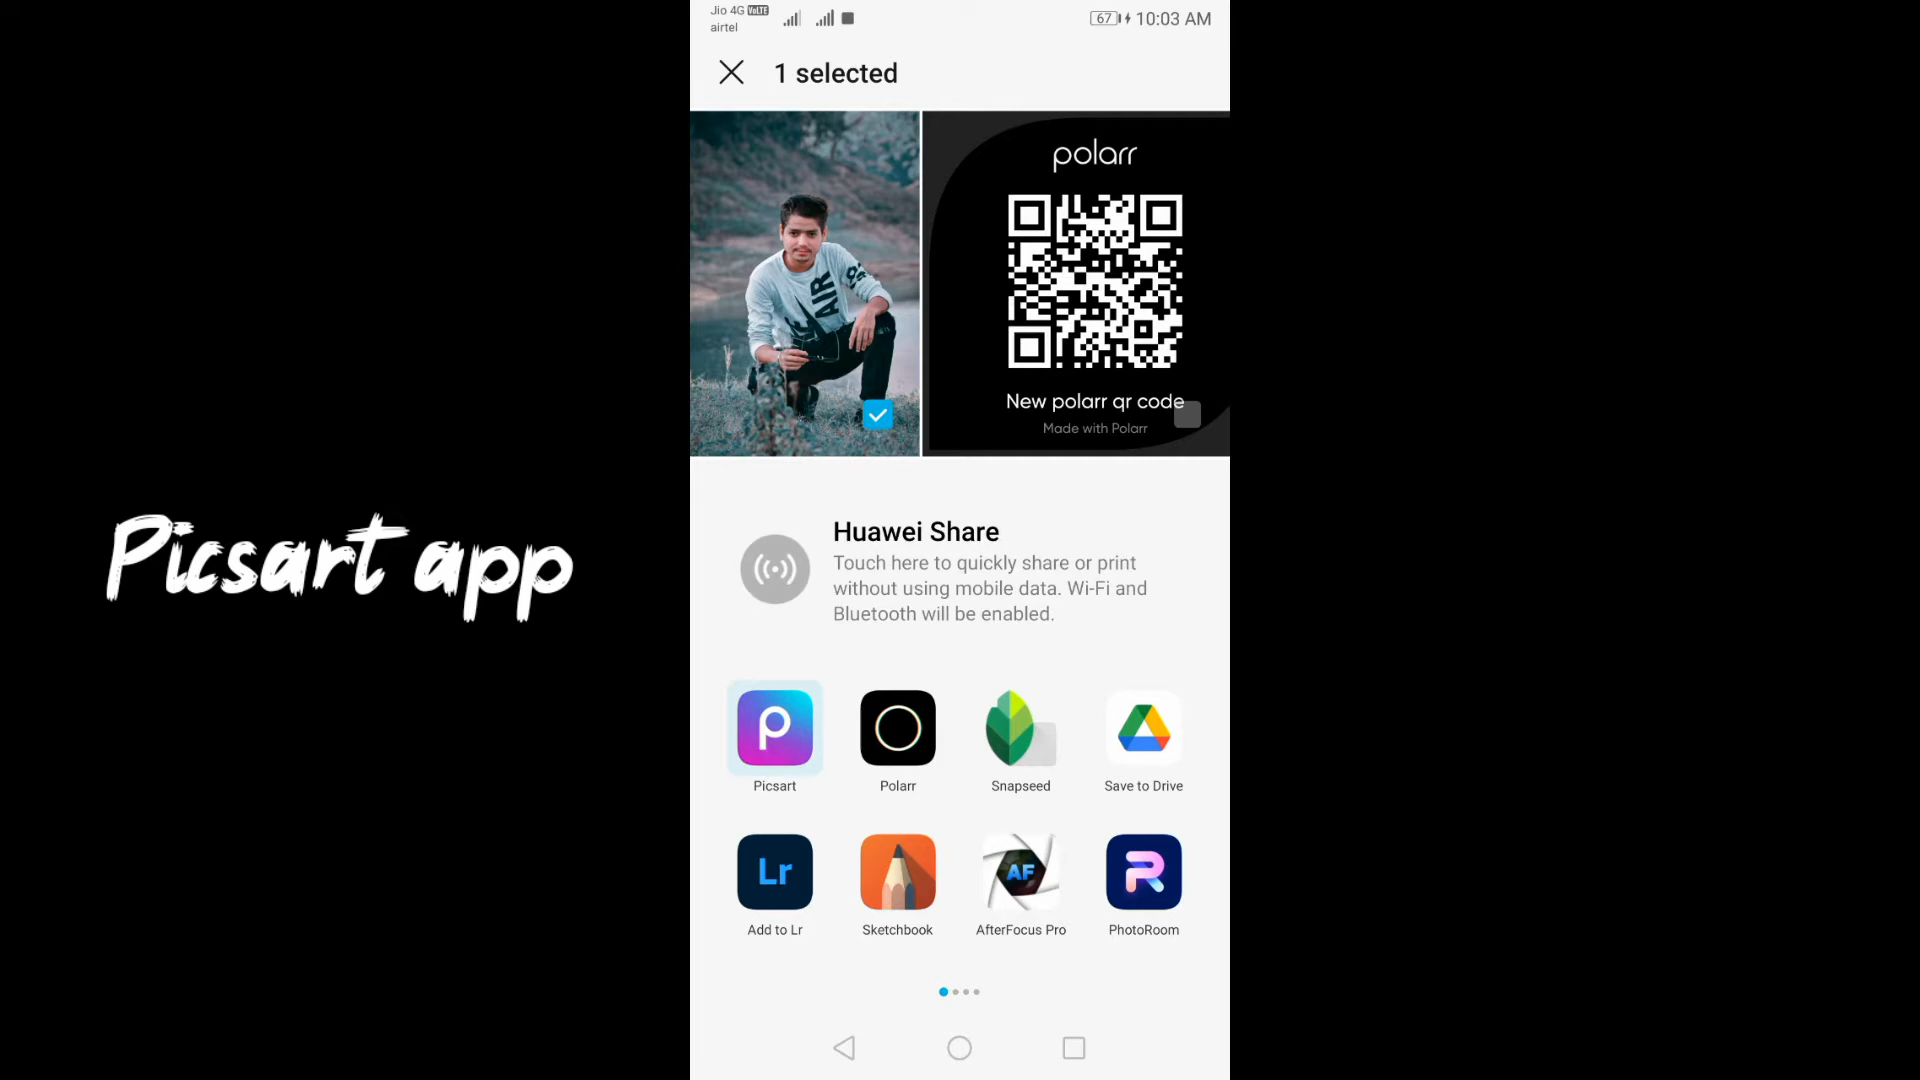 Jio 4G VoLTE
airtel
67 10:03 AM
1 selected
AIR
polarr
New polarr qr code
Made with Polarr
Picsart app
Huawei Share
Touch here to quickly share or print
without using mobile data. Wi-Fi and
Bluetooth will be enabled.
Picsart
Polarr
Snapseed
Save to Drive
Lr
AF
Add to Lr
Sketchbook
AfterFocus Pro
PhotoRoom